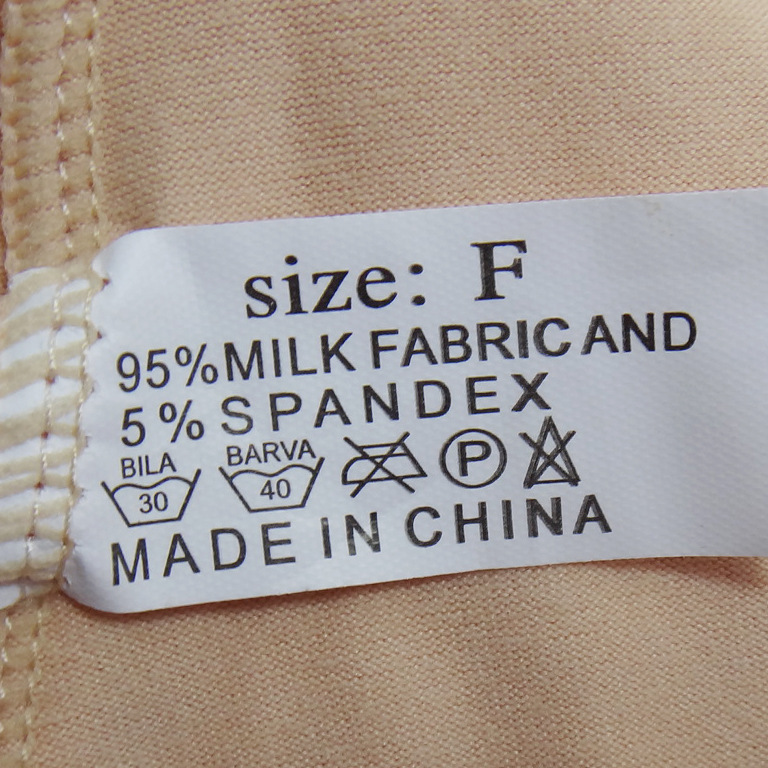 size: F
95%MILK FABRIC AND
5% SPANDEX
BILA BARVA
30 40 P
MADE IN CHINA